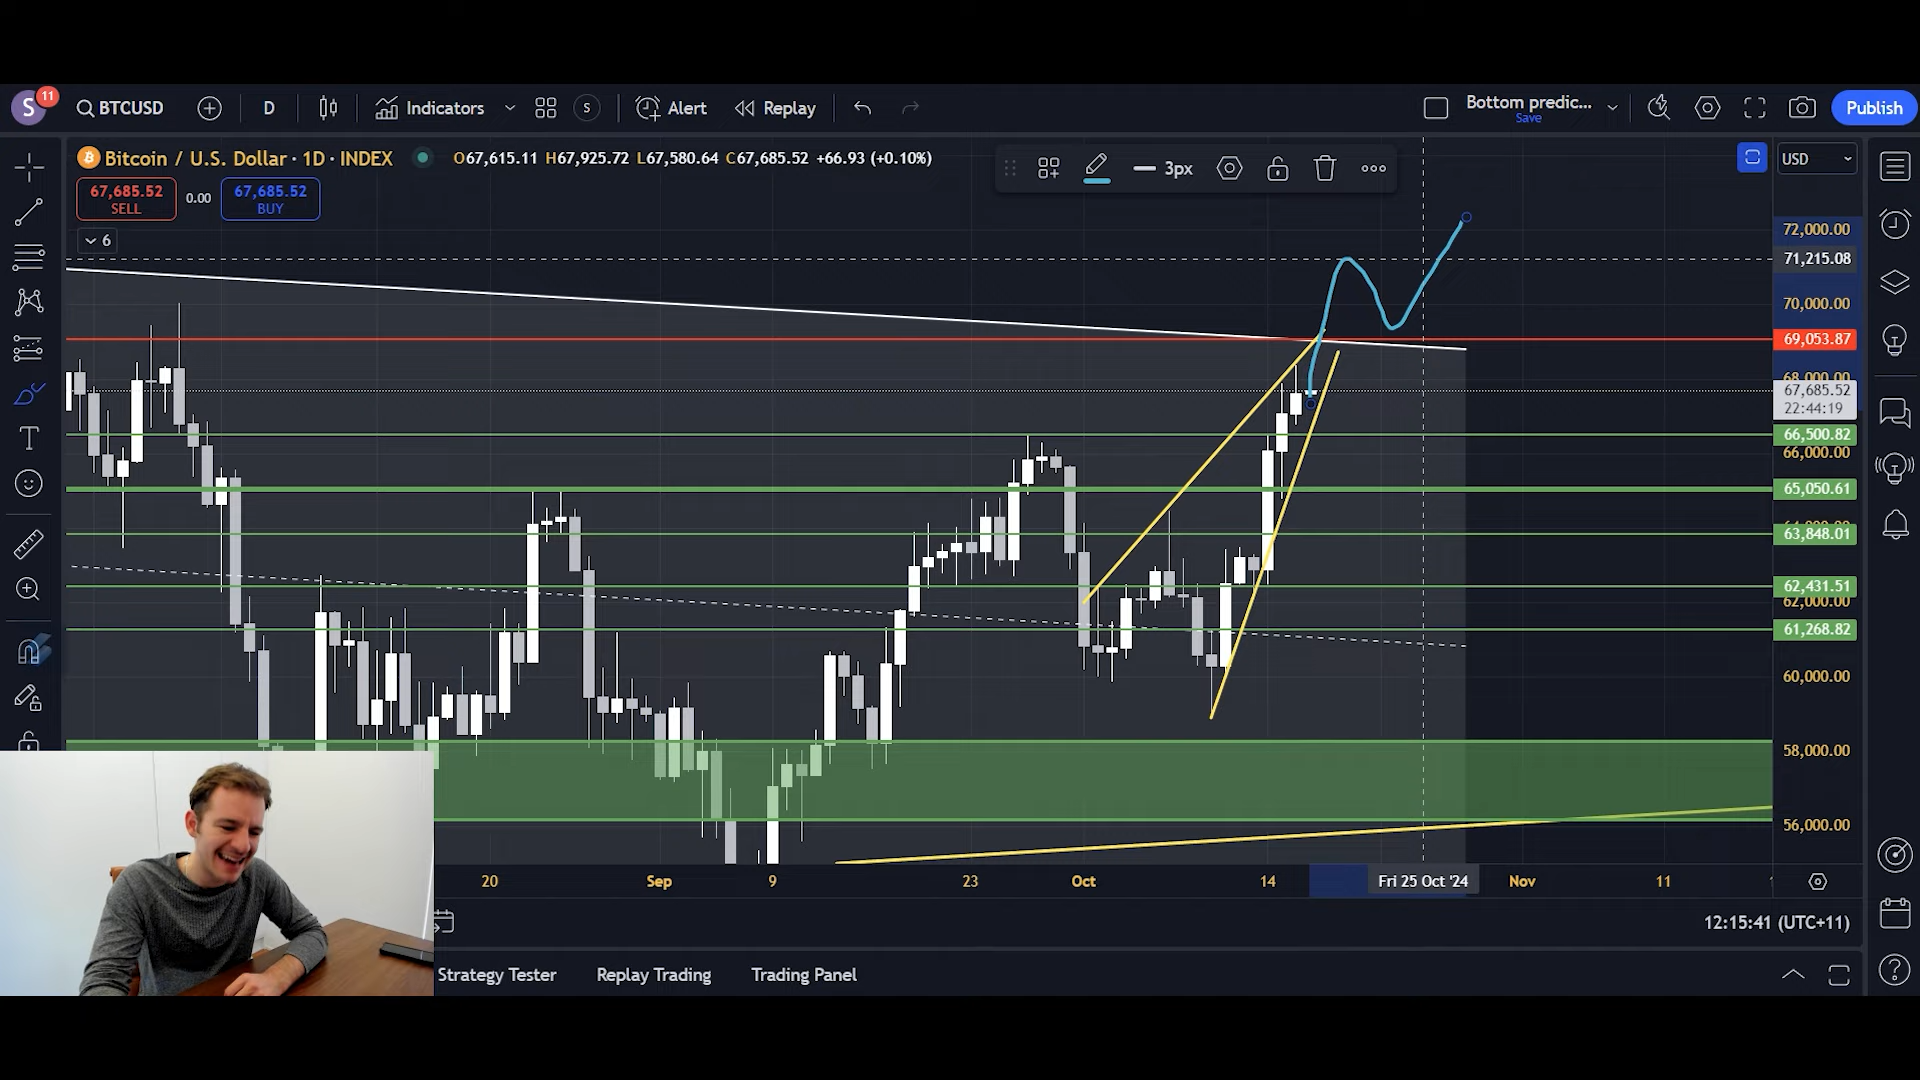 S 11 BTCUSD D Indicators S Alert Replay Bottom predic... Publish
Save
Bitcoin / U.S. Dollar · 1D · INDEX O67,615.11 H67,925.72 L67,580.64 C67,685.52 +66.93 (+0.10%) 3px USD
67,685.52 0.00 67,685.52
SELL BUY
6
72,000.00
71,215.08
70,000.00
69,053.87
68,000.00
67,685.52
22:44:19
66,500.82
66,000.00
65,050.61
63,848.01
62,431.51
62,000.00
61,268.82
60,000.00
58,000.00
56,000.00
20 Sep 9 23 Oct 14 Fri 25 Oct '24 Nov 11
12:15:41 (UTC+11)
Strategy Tester Replay Trading Trading Panel